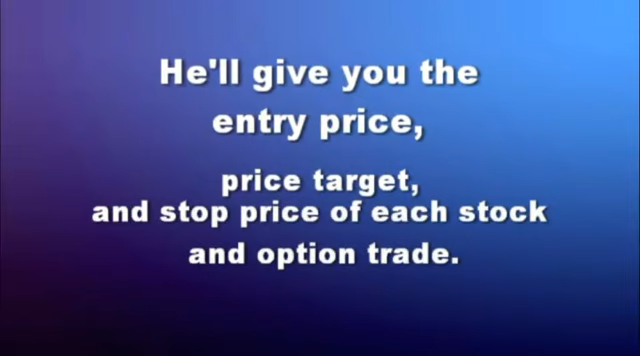 He'll give you the
entry price,
price target,
and stop price of each stock
and option trade.